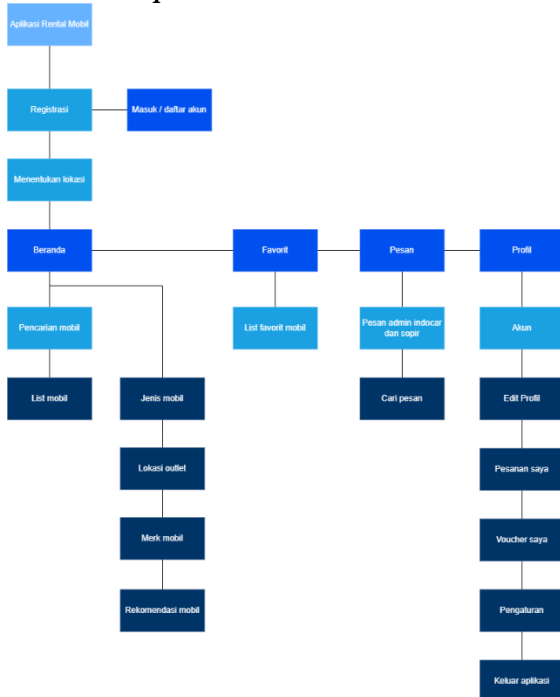 Aplikasi Rental Mobil
Registrasi
Masuk / daftar akun
Menentukan lokasi
Beranda
Favorit
Pesan
Profil
Pencarian mobil
List favorit mobil
Pesan admin indocar
dan sopir
Akun
List mobil
Jenis mobil
Cari pesan
Edit Profil
Lokasi outlet
Pesanan saya
Merk mobil
Voucher saya
Rekomendasi mobil
Pengaturan
Keluar aplikasi